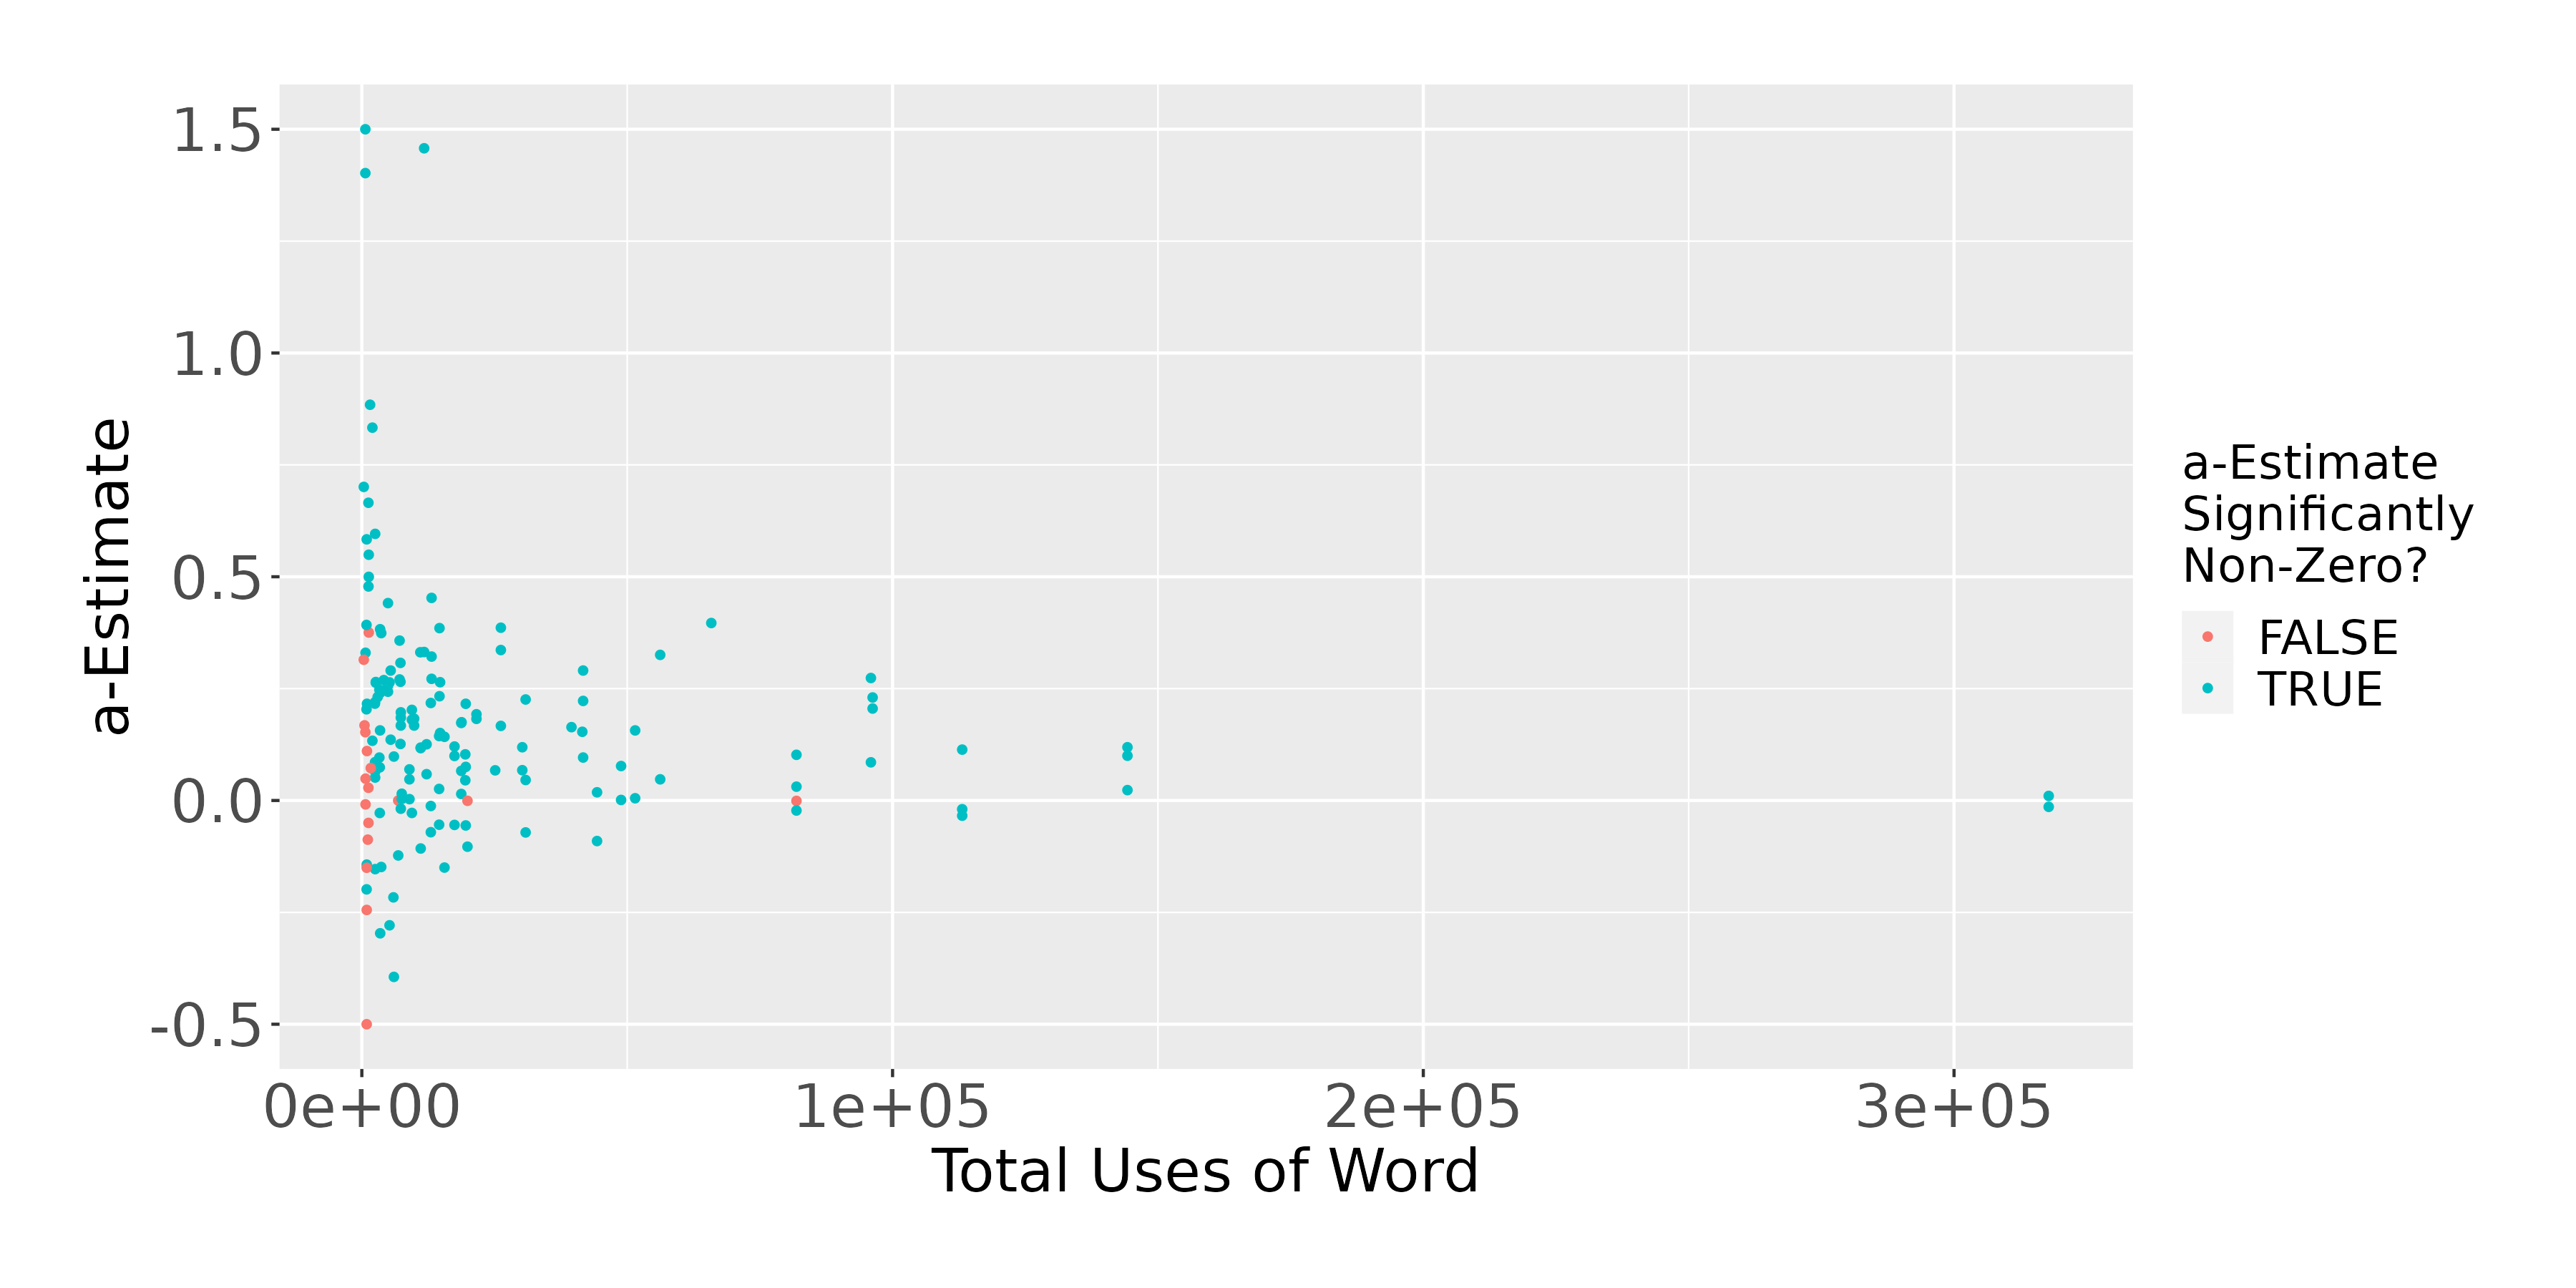 1.5
1.0
0.5
0.0
-0.5
a-Estimate
0e+00 1e+05 2e+05 3e+05
Total Uses of Word
a-Estimate
Significantly
Non-Zero?
FALSE
TRUE